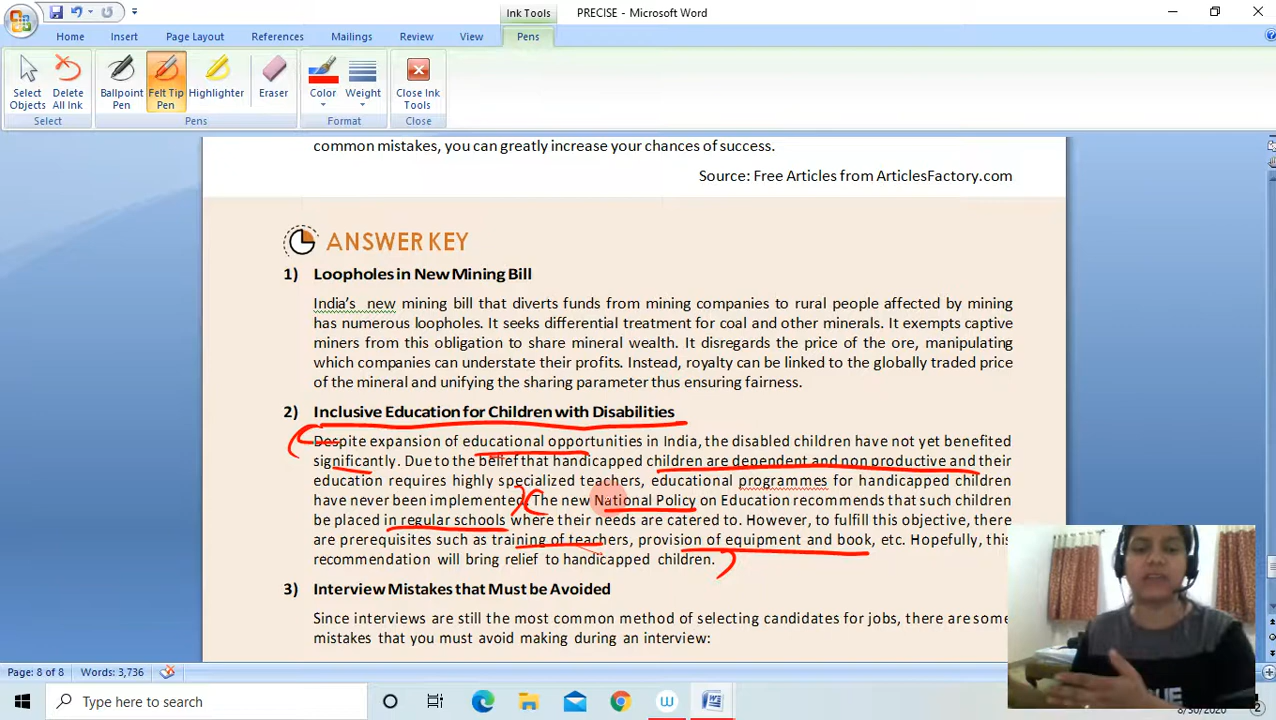 Ink Tools
PRECISE - Microsoft Word
Home
Insert
Page Layout
References
Mailings
Review
View
Pens
Select Objects
Delete All Ink
Ballpoint Pen
Felt Tip Pen
Highlighter
Eraser
Color
Weight
Close Ink Tools
Select
Pens
Format
Close
common mistakes, you can greatly increase your chances of success.
Source: Free Articles from ArticlesFactory.com
ANSWER KEY
1) Loopholes in New Mining Bill
India's new mining bill that diverts funds from mining companies to rural people affected by mining
has numerous loopholes. It seeks differential treatment for coal and other minerals. It exempts captive
miners from this obligation to share mineral wealth. It disregards the price of the ore, manipulating
which companies can understate their profits. Instead, royalty can be linked to the globally traded price
of the mineral and unifying the sharing parameter thus ensuring fairness.
2) Inclusive Education for Children with Disabilities
Despite expansion of educational opportunities in India, the disabled children have not yet benefited
significantly. Due to the belief that handicapped children are dependent and non productive and their
education requires highly specialized teachers, educational programmes for handicapped children
have never been implemented. The new National Policy on Education recommends that such children
be placed in regular schools where their needs are catered to. However, to fulfill this objective, there
are prerequisites such as training of teachers, provision of equipment and book, etc. Hopefully, this
recommendation will bring relief to handicapped children.
3) Interview Mistakes that Must be Avoided
Since interviews are still the most common method of selecting candidates for jobs, there are some
mistakes that you must avoid making during an interview:
Page: 8 of 8
Words: 3,736
Type here to search
8/30/2020